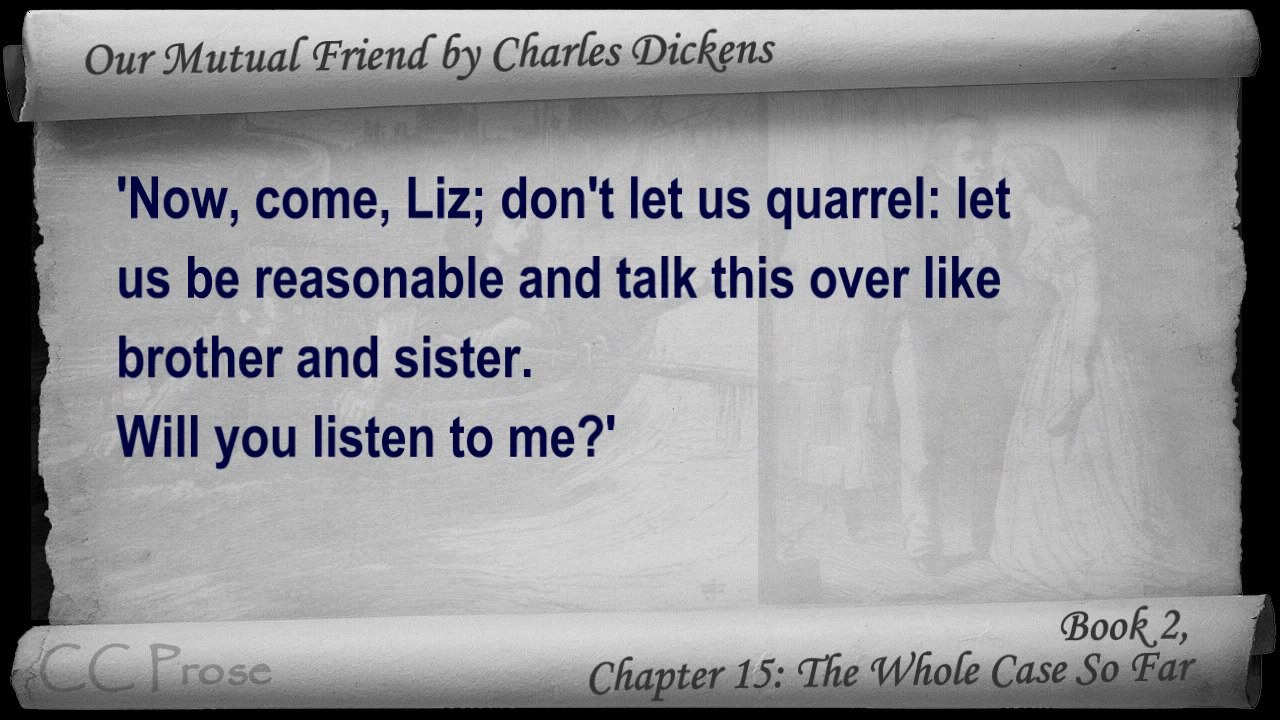 Our Mutual Friend by Charles Dickens
'Now, come, Liz; don't let us quarrel: let
us be reasonable and talk this over like
brother and sister.
Will you listen to me?'
Book 2,
CC Prose
Chapter 15: The Whole Case So Far